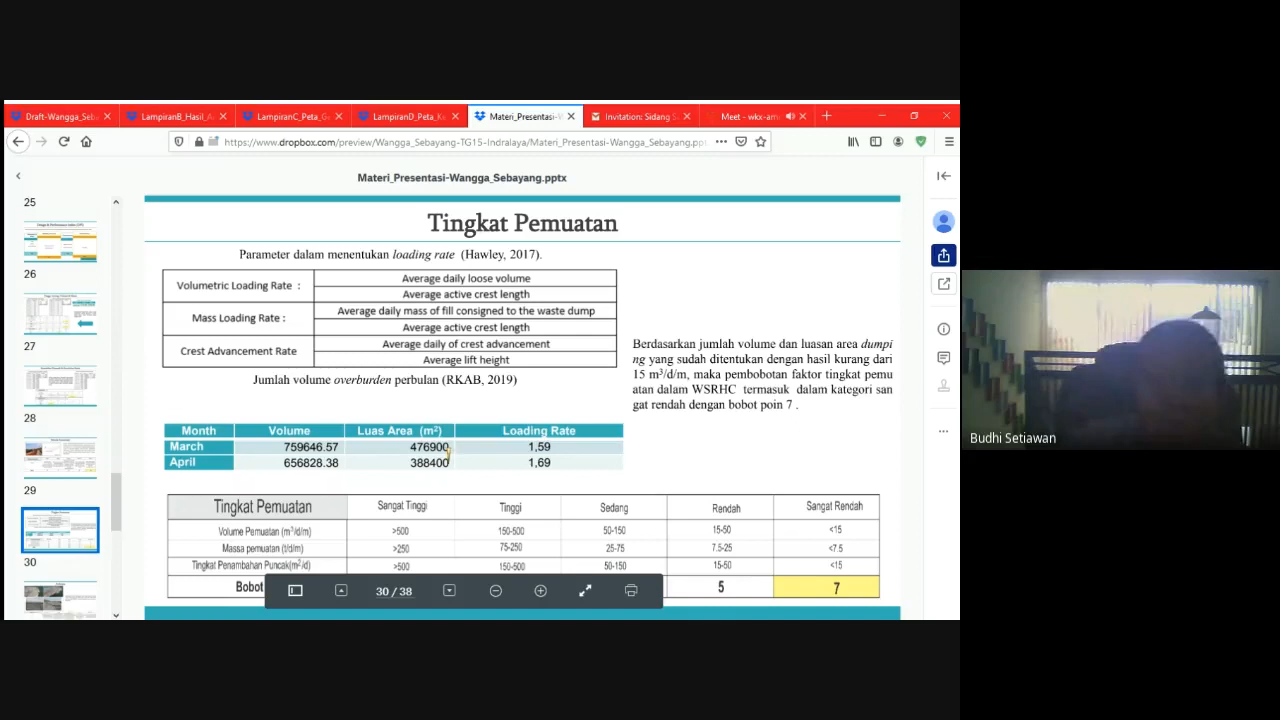 Draft-Wangga_Seb
LampiranB_Hasil_A
LampiranC_Peta_G
LampiranD_Peta_K
Materi_Presentasi-W
Invitation: Sidang S
Meet - wkx-am
https://www.dropbox.com/preview/Wangga_Sebayang-TG15-Indralaya/Materi_Presentasi-Wangga_Sebayang.pp
Materi_Presentasi-Wangga_Sebayang.pptx
25
26
27
28
29
30
Tingkat Pemuatan
Parameter dalam menentukan loading rate (Hawley, 2017).
Volumetric Loading Rate : Average daily loose volume
Average active crest length
Mass Loading Rate : Average daily mass of fill consigned to the waste dump
Average active crest length
Crest Advancement Rate Average daily of crest advancement
Average lift height
Jumlah volume overburden perbulan (RKAB, 2019)
Berdasarkan jumlah volume dan luasan area dumpi
ng yang sudah ditentukan dengan hasil kurang dari
15 m³/d/m, maka pembobotan faktor tingkat pemu
atan dalam WSRHC termasuk dalam kategori san
gat rendah dengan bobot poin 7 .
Month Volume Luas Area (m²) Loading Rate
March 759646.57 476900 1,59
April 656828.38 388400 1,69
Tingkat Pemuatan Sangat Tinggi Tinggi Sedang Rendah Sangat Rendah
Volume Pemuatan (m³/d/m) >500 150-500 50-150 15-50 <15
Massa pemuatan (t/d/m) >250 75-250 25-75 7.5-25 <7.5
Tingkat Penambahan Puncak(m²/d) >500 150-500 50-150 15-50 <15
Bobot 5 7
30 / 38
Budhi Setiawan